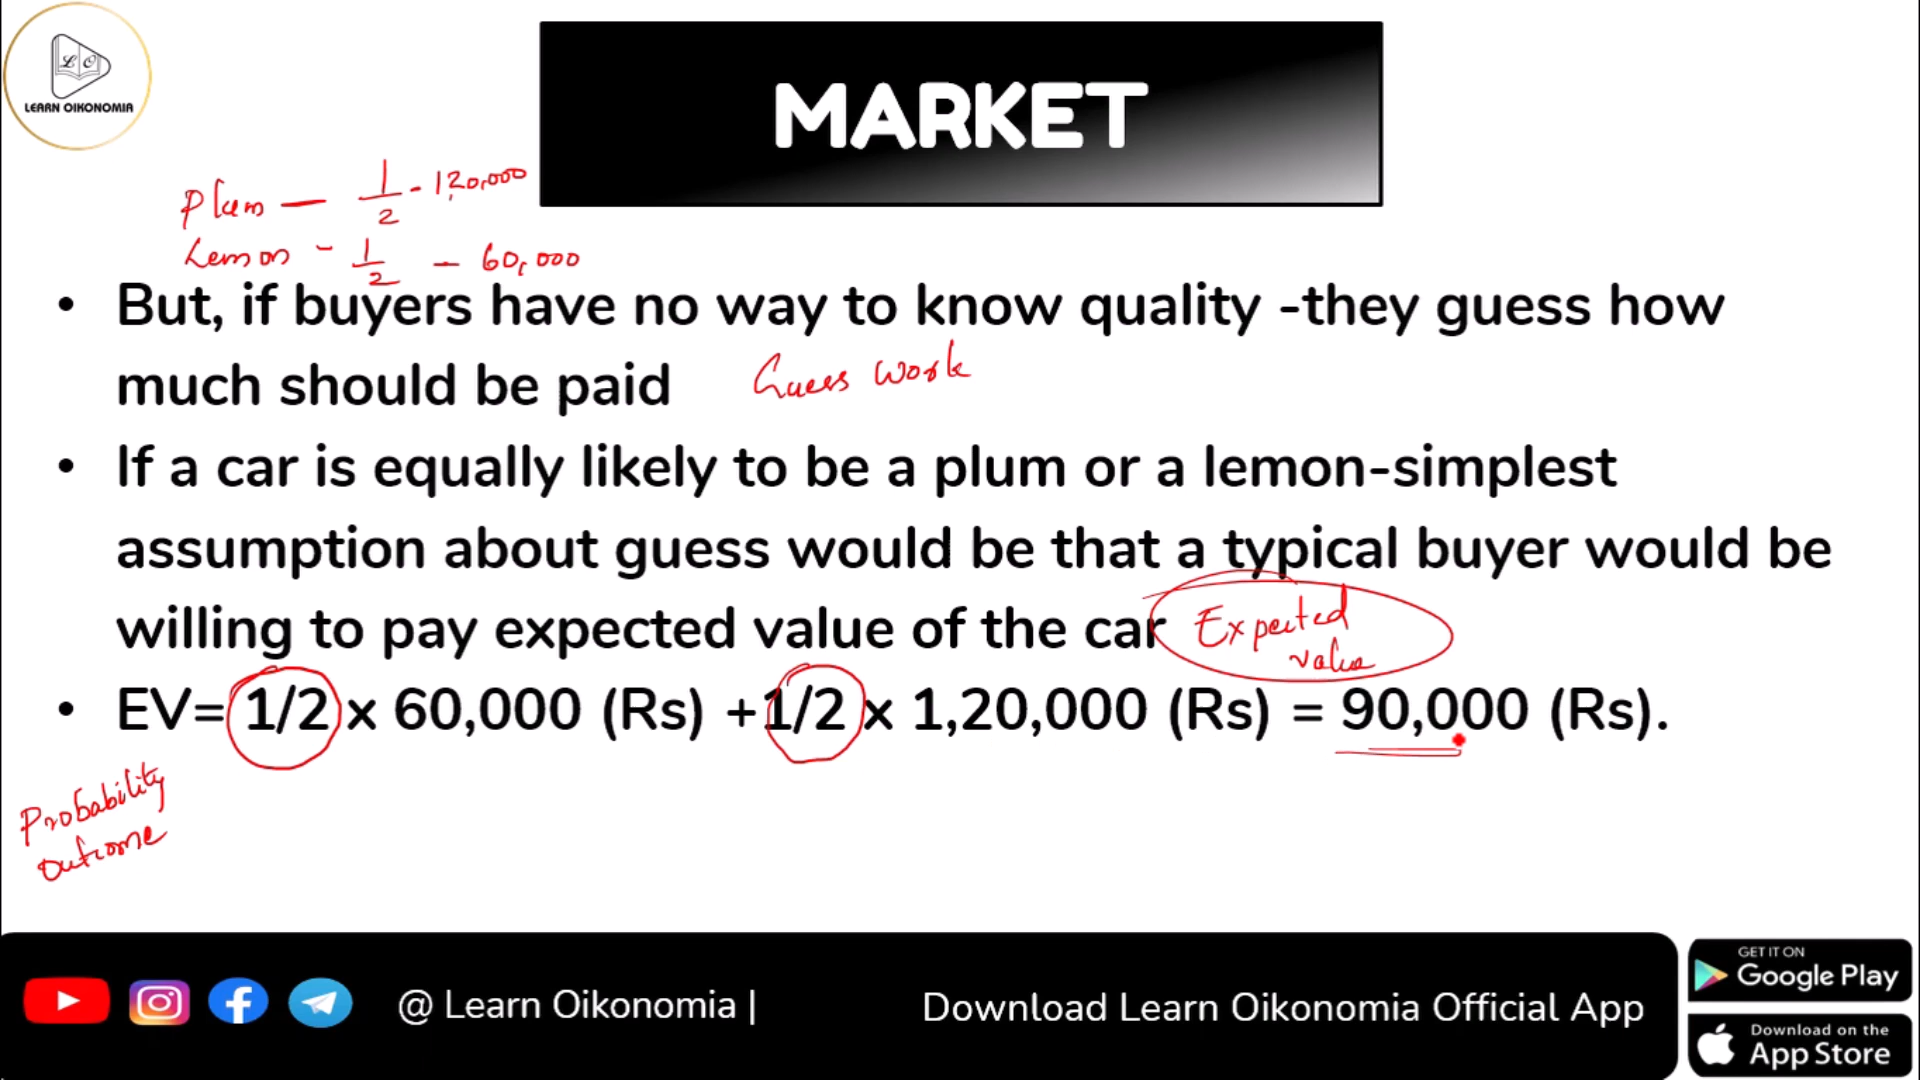 L O
LEARN OIKONOMIA
MARKET
Plum — 1/2 - 1,20,000
Lemon - 1/2 - 60,000
• But, if buyers have no way to know quality -they guess how
much should be paid
Guess work
• If a car is equally likely to be a plum or a lemon-simplest
assumption about guess would be that a typical buyer would be
willing to pay expected value of the car
Expected
value
• EV= 1/2 x 60,000 (Rs) +1/2 x 1,20,000 (Rs) = 90,000 (Rs).
Probability
outcome
@ Learn Oikonomia |
Download Learn Oikonomia Official App
GET IT ON
Google Play
Download on the
App Store